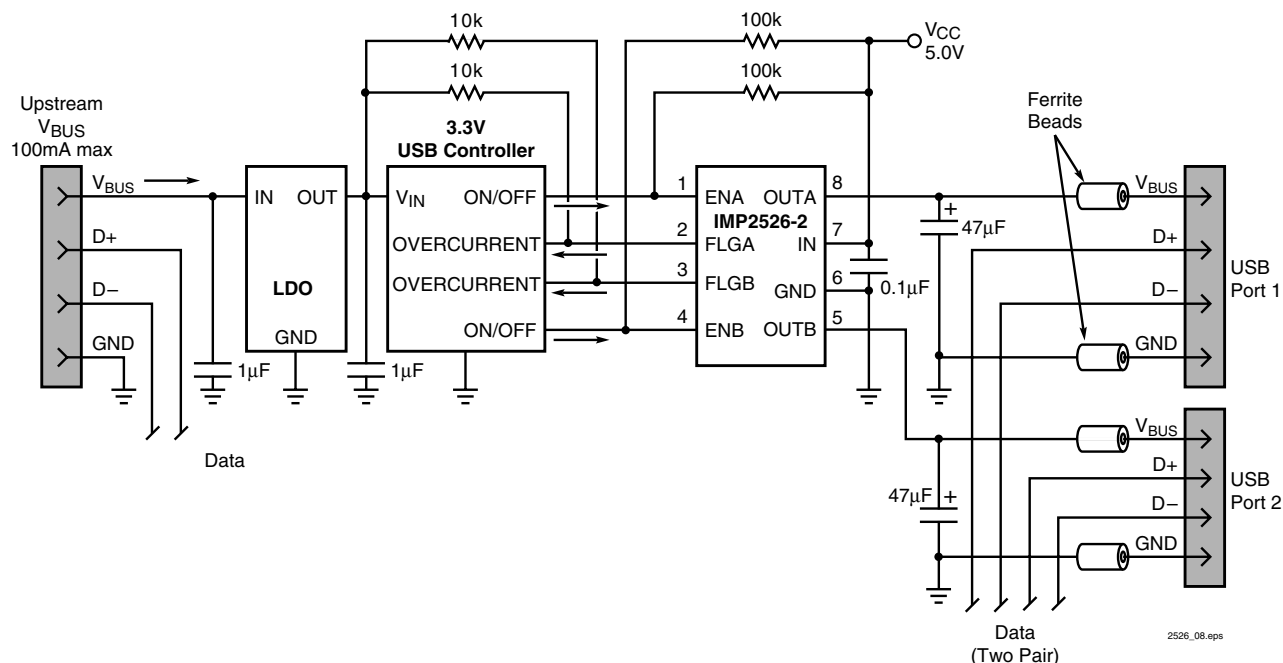 10k
100k
VCC
5.0V
10k
100k
Upstream
VBUS
100mA max
3.3V
USB Controller
Ferrite
Beads
VBUS
IN
OUT
VIN
ON/OFF
1
ENA
OUTA
8
VBUS
IMP2526-2
+
47µF
D+
OVERCURRENT
2
FLGA
IN
7
D+
LDO
OVERCURRENT
3
FLGB
GND
6
0.1µF
D−
D−
USB
Port 1
GND
ON/OFF
4
ENB
OUTB
5
GND
GND
1µF
1µF
VBUS
Data
D+
USB
Port 2
47µF
+
D−
GND
Data
(Two Pair)
2526_08.eps